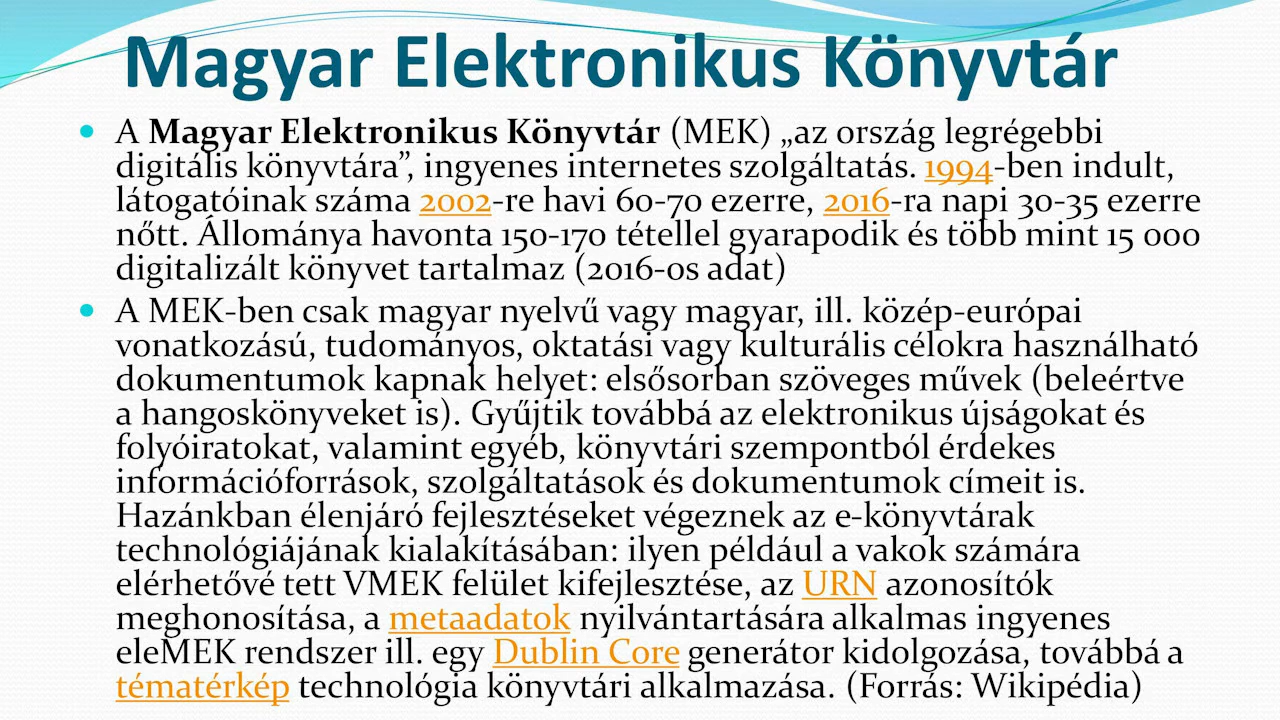 Magyar Elektronikus Könyvtár
• A Magyar Elektronikus Könyvtár (MEK) „az ország legrégebbi
digitális könyvtára”, ingyenes internetes szolgáltatás. 1994-ben indult,
látogatóinak száma 2002-re havi 60-70 ezerre, 2016-ra napi 30-35 ezerre
nőtt. Állománya havonta 150-170 tétellel gyarapodik és több mint 15 000
digitalizált könyvet tartalmaz (2016-os adat)
• A MEK-ben csak magyar nyelvű vagy magyar, ill. közép-európai
vonatkozású, tudományos, oktatási vagy kulturális célokra használható
dokumentumok kapnak helyet: elsősorban szöveges művek (beleértve
a hangoskönyveket is). Gyűjtik továbbá az elektronikus újságokat és
folyóiratokat, valamint egyéb, könyvtári szempontból érdekes
információforrások, szolgáltatások és dokumentumok címeit is.
Hazánkban élenjáró fejlesztéseket végeznek az e-könyvtárak
technológiájának kialakításában: ilyen például a vakok számára
elérhetővé tett VMEK felület kifejlesztése, az URN azonosítók
meghonosítása, a metaadatok nyilvántartására alkalmas ingyenes
eleMEK rendszer ill. egy Dublin Core generátor kidolgozása, továbbá a
tématérkép technológia könyvtári alkalmazása. (Forrás: Wikipédia)